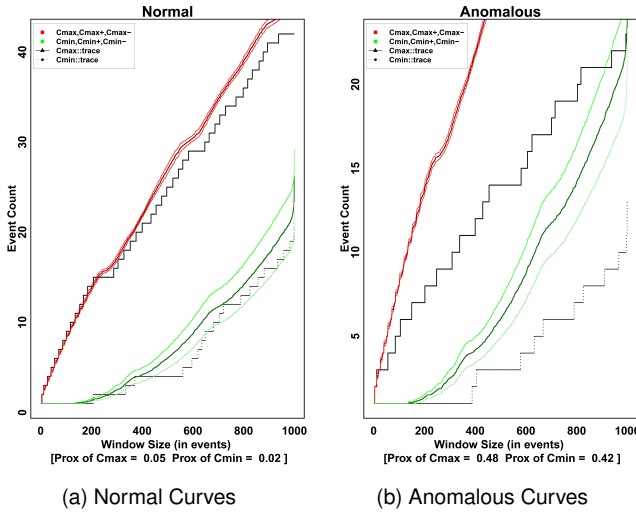 Normal
Cmax,Cmax+,Cmax−
Cmin,Cmin+,Cmin−
Cmax::trace
Cmin::trace
Event Count
0
10
20
30
40
0 200 400 600 800 1000
Window Size (in events)
[Prox of Cmax = 0.05 Prox of Cmin = 0.02 ]
(a) Normal Curves
Anomalous
Cmax,Cmax+,Cmax−
Cmin,Cmin+,Cmin−
Cmax::trace
Cmin::trace
Event Count
5
10
15
20
0 200 400 600 800 1000
Window Size (in events)
[Prox of Cmax = 0.48 Prox of Cmin = 0.42 ]
(b) Anomalous Curves